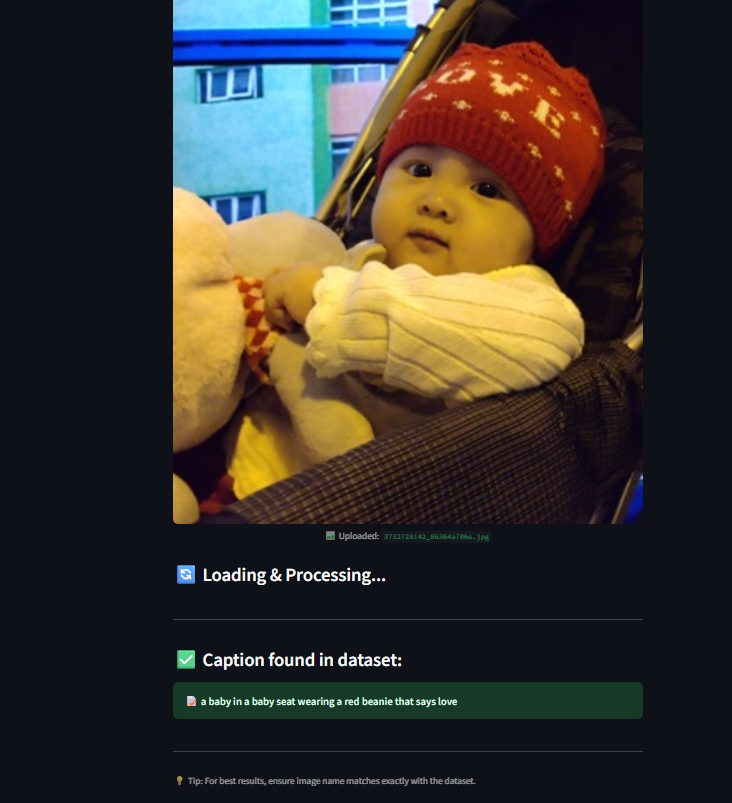 LOVE
Uploaded: 3732728142_86364a706e.jpg
Loading & Processing...
Caption found in dataset:
a baby in a baby seat wearing a red beanie that says love
Tip: For best results, ensure image name matches exactly with the dataset.